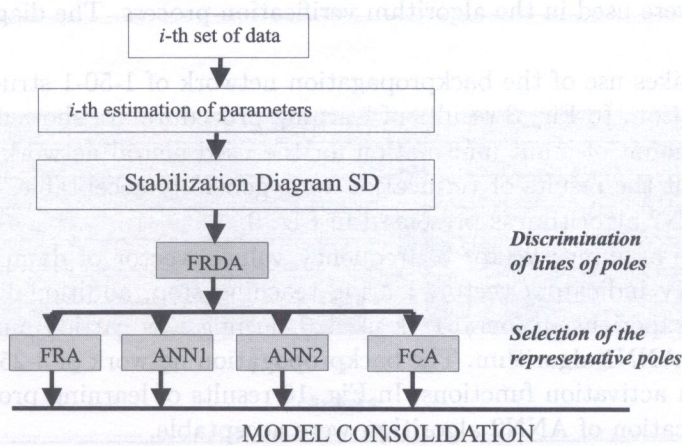 i-th set of data
i-th estimation of parameters
Stabilization Diagram SD
FRDA
Discrimination
of lines of poles
FRA ANN1 ANN2 FCA
Selection of the
representative poles
MODEL CONSOLIDATION